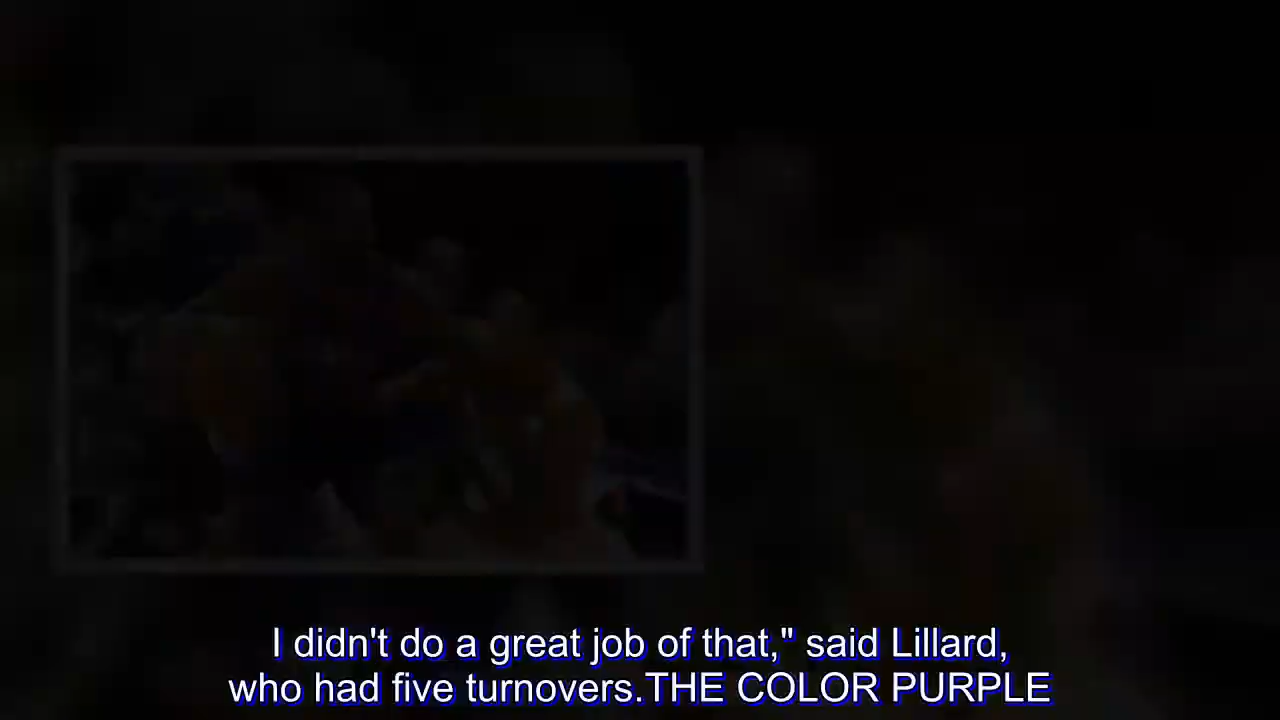 I didn't do a great job of that," said Lillard,
who had five turnovers.THE COLOR PURPLE